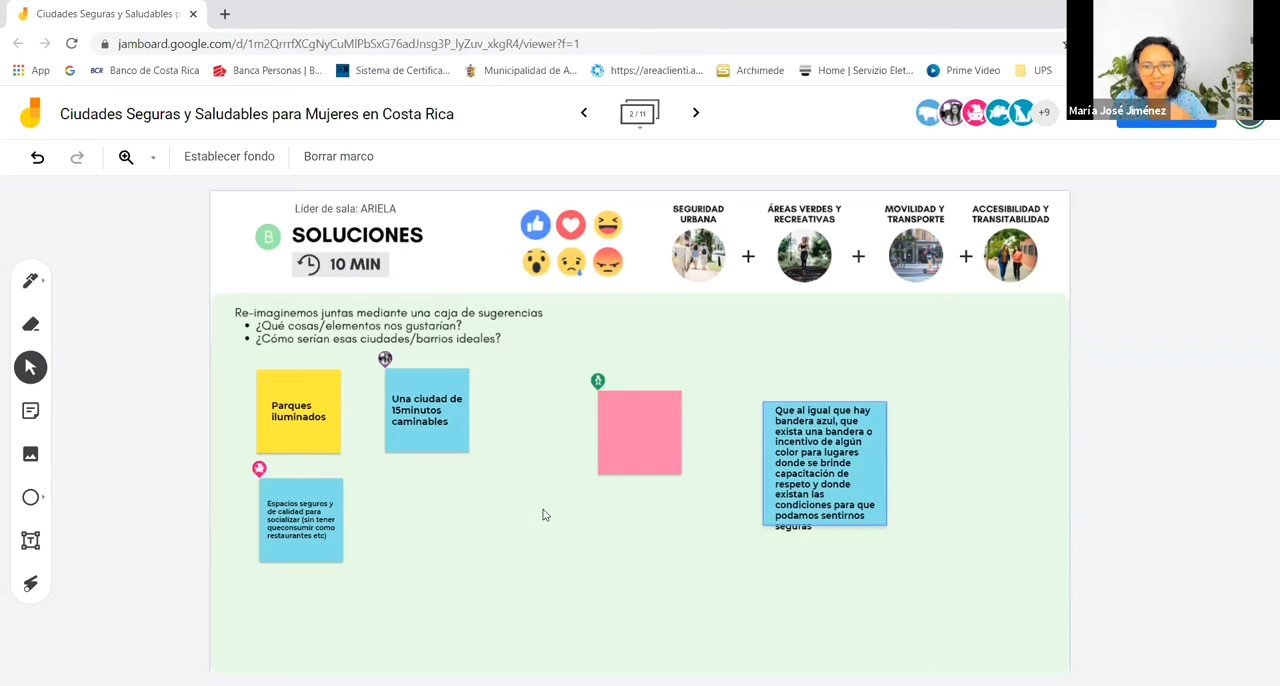 Ciudades Seguras y Saludables p
jamboard.google.com/d/1m2QrrrfXCgNyCuMlPbSxG76adJnsg3P_lyZuv_xkgR4/viewer?f=1
App
BCR Banco de Costa Rica
Banca Personas | B...
Sistema de Certifica...
Municipalidad de A...
https://areaclienti.a...
Archimede
Home | Servizio Elet...
Prime Video
UPS
María José Jiménez
Ciudades Seguras y Saludables para Mujeres en Costa Rica
2 / 11
+9
Establecer fondo
Borrar marco
Líder de sala: ARIELA
B
SOLUCIONES
10 MIN
SEGURIDAD
URBANA
+
ÁREAS VERDES Y
RECREATIVAS
+
MOVILIDAD Y
TRANSPORTE
+
ACCESIBILIDAD Y
TRANSITABILIDAD
Re-imaginemos juntas mediante una caja de sugerencias
• ¿Qué cosas/elementos nos gustarían?
• ¿Cómo serían esas ciudades/barrios ideales?
Parques
iluminados
Una ciudad de
15minutos
caminables
Espacios seguros y
de calidad para
socializar (sin tener
queconsumir como
restaurantes etc)
Que al igual que hay
bandera azul, que
exista una bandera o
incentivo de algún
color para lugares
donde se brinde
capacitación de
respeto y donde
existan las
condiciones para que
podamos sentirnos
seguras